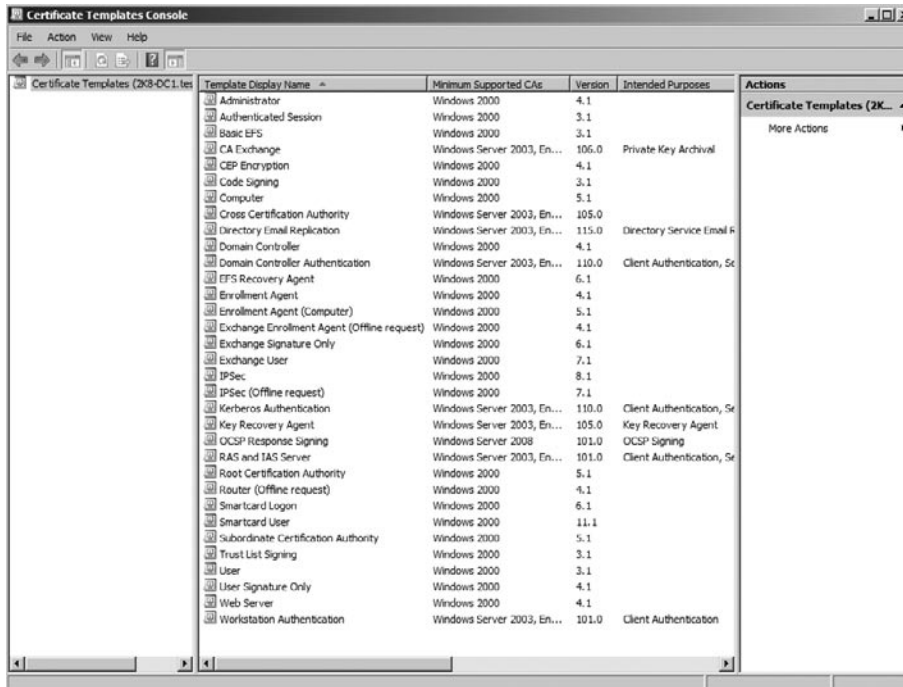 Certificate Templates Console
File Action View Help
Certificate Templates (2K8-DC1.tes
Template Display Name Minimum Supported CAs Version Intended Purposes
Administrator Windows 2000 4.1
Authenticated Session Windows 2000 3.1
Basic EFS Windows 2000 3.1
CA Exchange Windows Server 2003, En... 106.0 Private Key Archival
CEP Encryption Windows 2000 4.1
Code Signing Windows 2000 3.1
Computer Windows 2000 5.1
Cross Certification Authority Windows Server 2003, En... 105.0
Directory Email Replication Windows Server 2003, En... 115.0 Directory Service Email R
Domain Controller Windows 2000 4.1
Domain Controller Authentication Windows Server 2003, En... 110.0 Client Authentication, Se
EFS Recovery Agent Windows 2000 6.1
Enrollment Agent Windows 2000 4.1
Enrollment Agent (Computer) Windows 2000 5.1
Exchange Enrollment Agent (Offline request) Windows 2000 4.1
Exchange Signature Only Windows 2000 6.1
Exchange User Windows 2000 7.1
IPSec Windows 2000 8.1
IPSec (Offline request) Windows 2000 7.1
Kerberos Authentication Windows Server 2003, En... 110.0 Client Authentication, Se
Key Recovery Agent Windows Server 2003, En... 105.0 Key Recovery Agent
OCSP Response Signing Windows Server 2008 101.0 OCSP Signing
RAS and IAS Server Windows Server 2003, En... 101.0 Client Authentication, Se
Root Certification Authority Windows 2000 5.1
Router (Offline request) Windows 2000 4.1
Smartcard Logon Windows 2000 6.1
Smartcard User Windows 2000 11.1
Subordinate Certification Authority Windows 2000 5.1
Trust List Signing Windows 2000 3.1
User Windows 2000 3.1
User Signature Only Windows 2000 4.1
Web Server Windows 2000 4.1
Workstation Authentication Windows Server 2003, En... 101.0 Client Authentication
Actions
Certificate Templates (2K...
More Actions